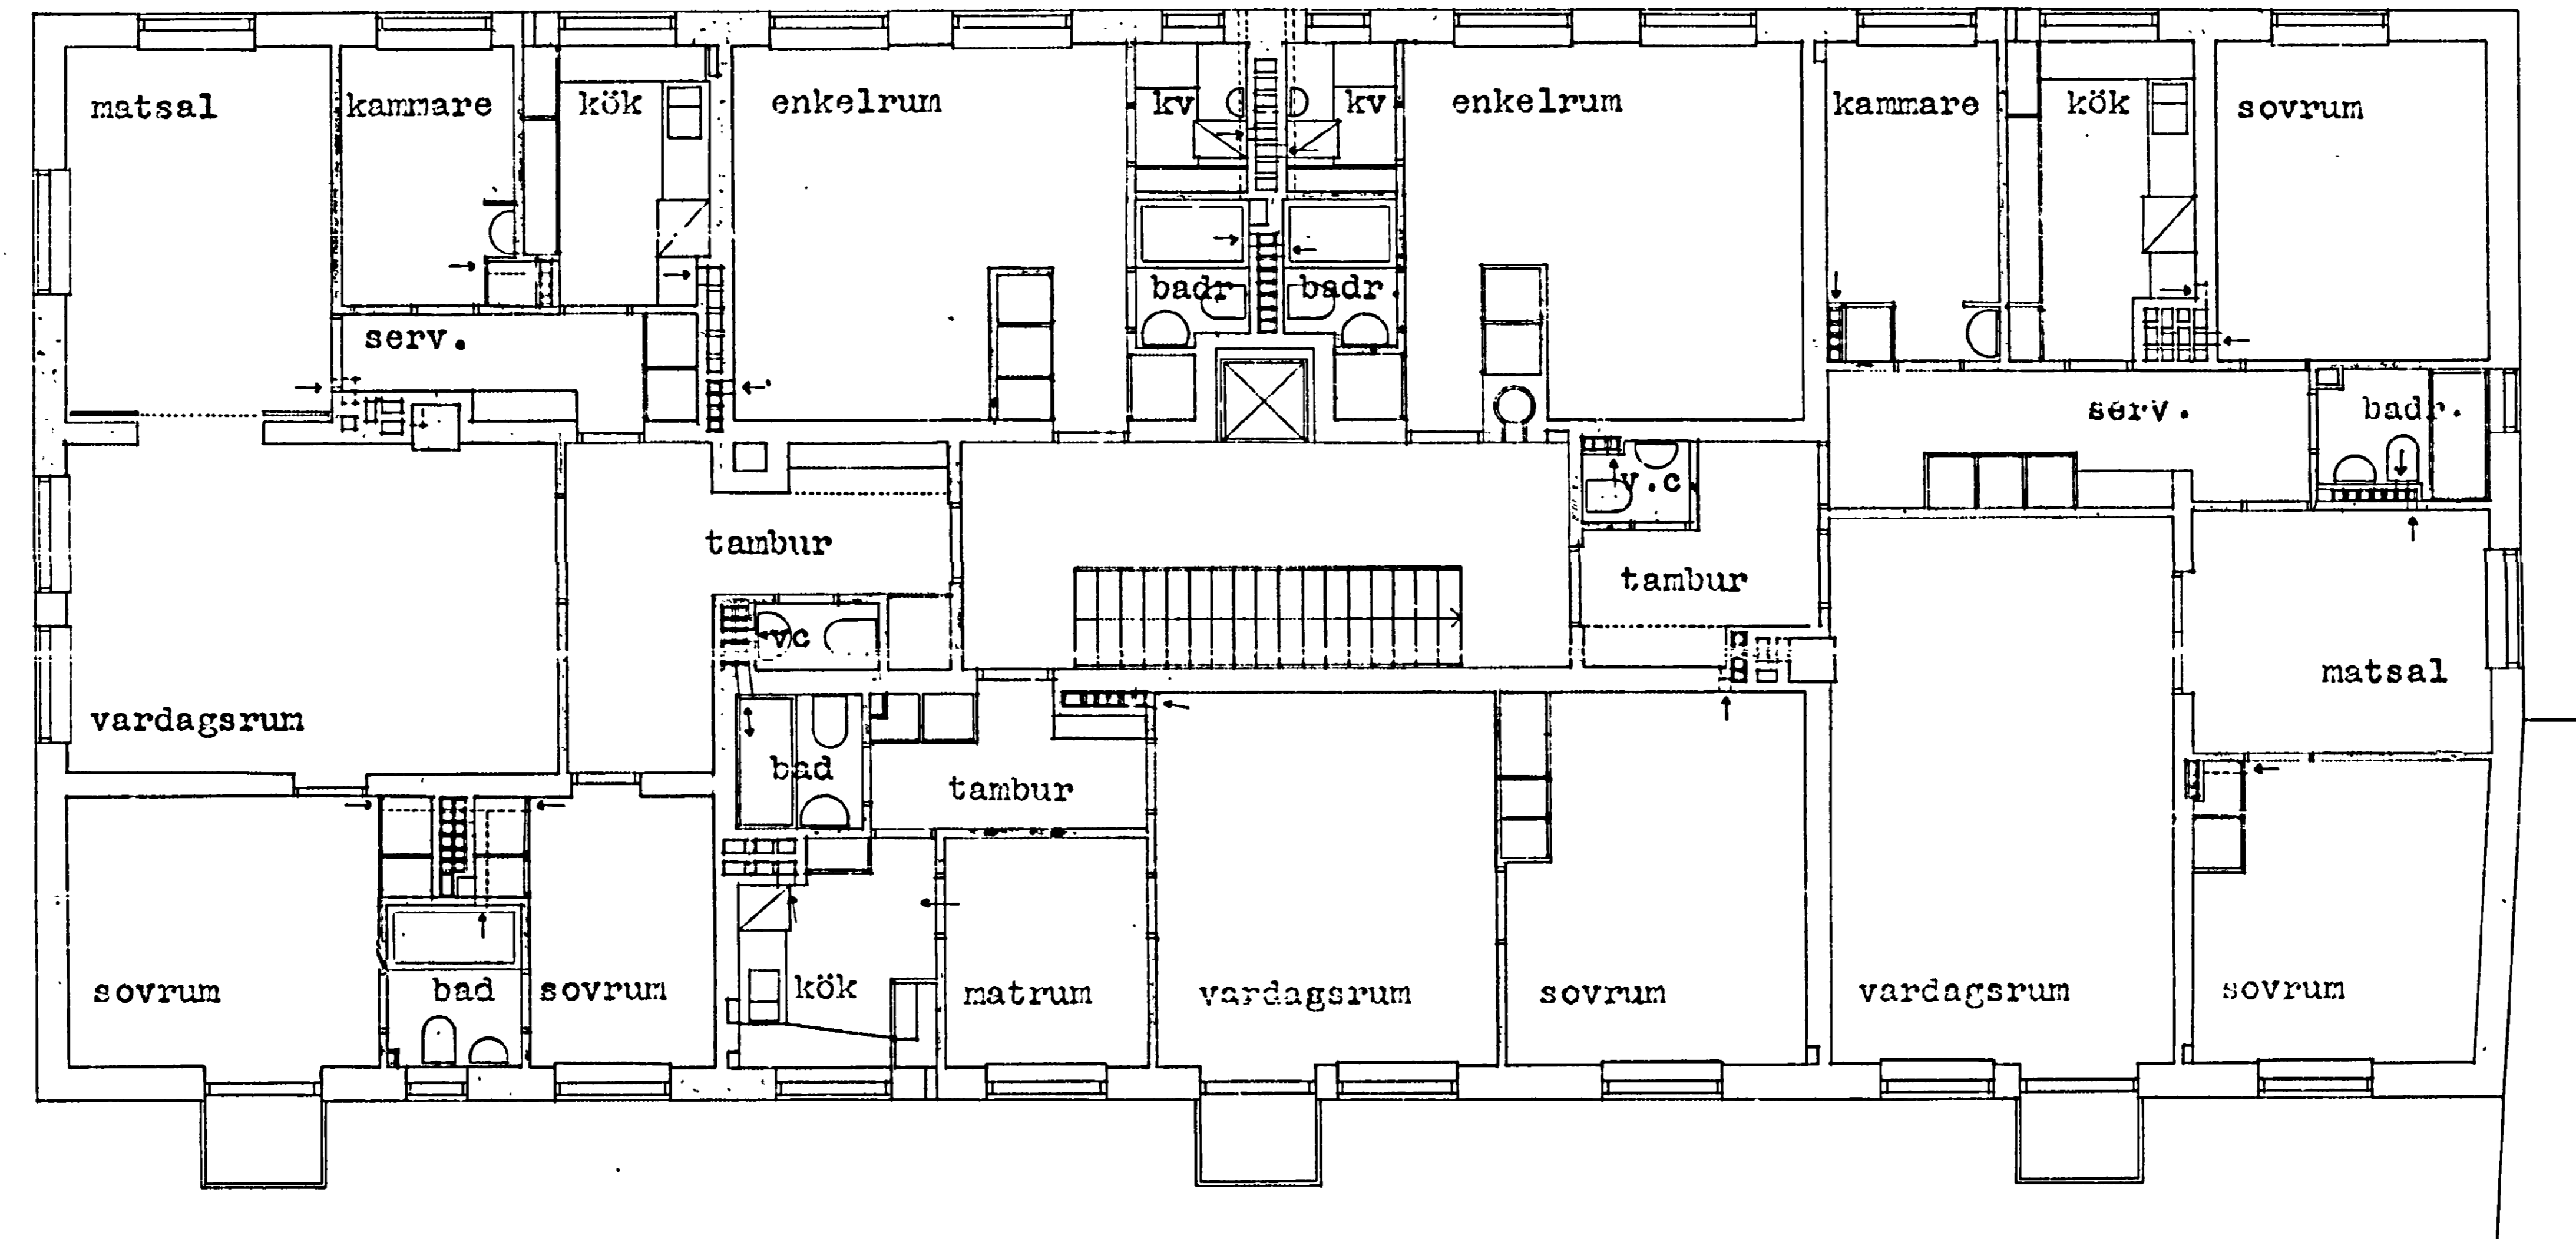 matsal kammare kök enkelrum kv kv enkelrum kammare kök sovrum
badr badr
serv.
serv. badr.
v.c.
tambur
tambur
vc
matsal
vardagsrum
bad
tambur
sovrum bad sovrum kök matrum vardagsrum sovrum vardagsrum sovrum